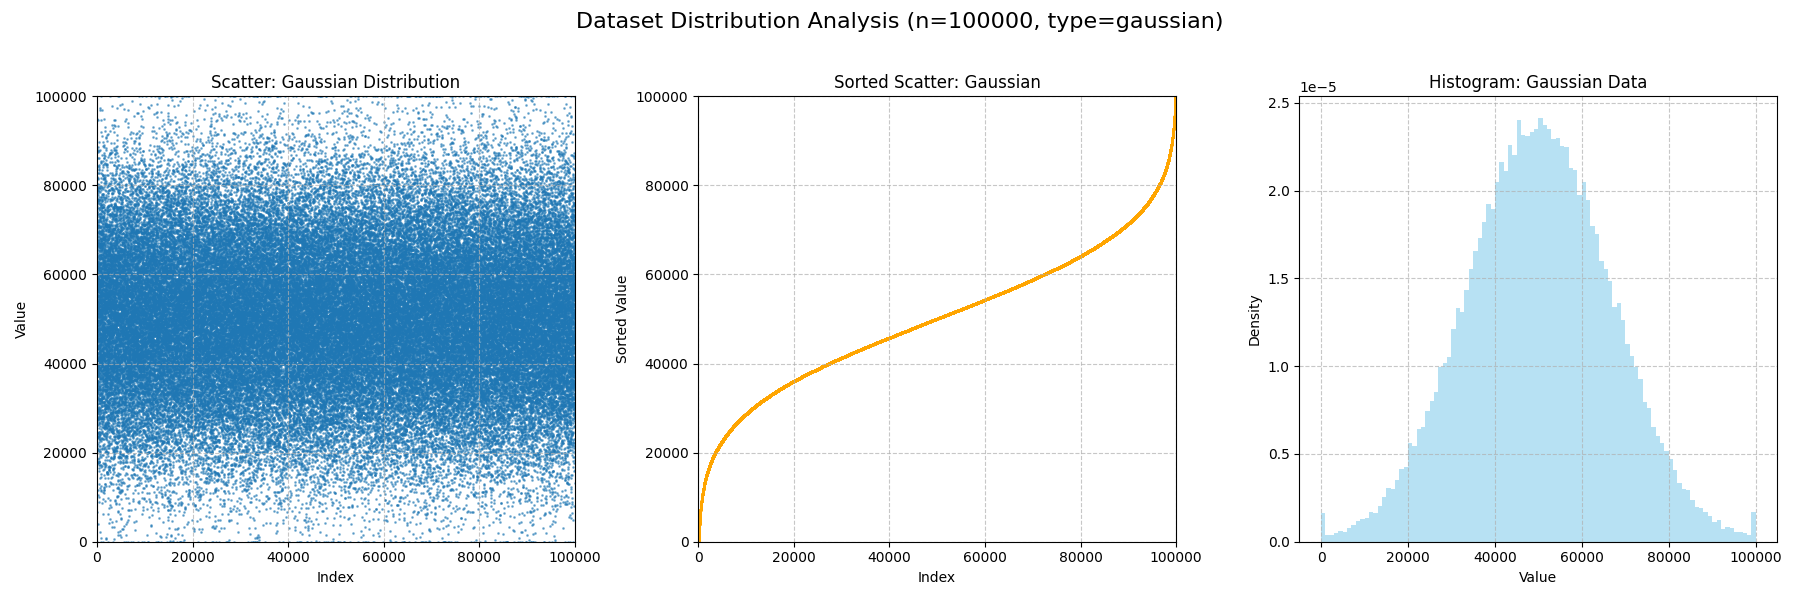 Dataset Distribution Analysis (n=100000, type=gaussian)
Scatter: Gaussian Distribution
100000
80000
60000
40000
20000
0
Value
0 20000 40000 60000 80000 100000
Index
Sorted Scatter: Gaussian
100000
80000
60000
40000
20000
0
Sorted Value
0 20000 40000 60000 80000 100000
Index
Histogram: Gaussian Data
1e−5
2.5
2.0
1.5
1.0
0.5
0.0
Density
0 20000 40000 60000 80000 100000
Value